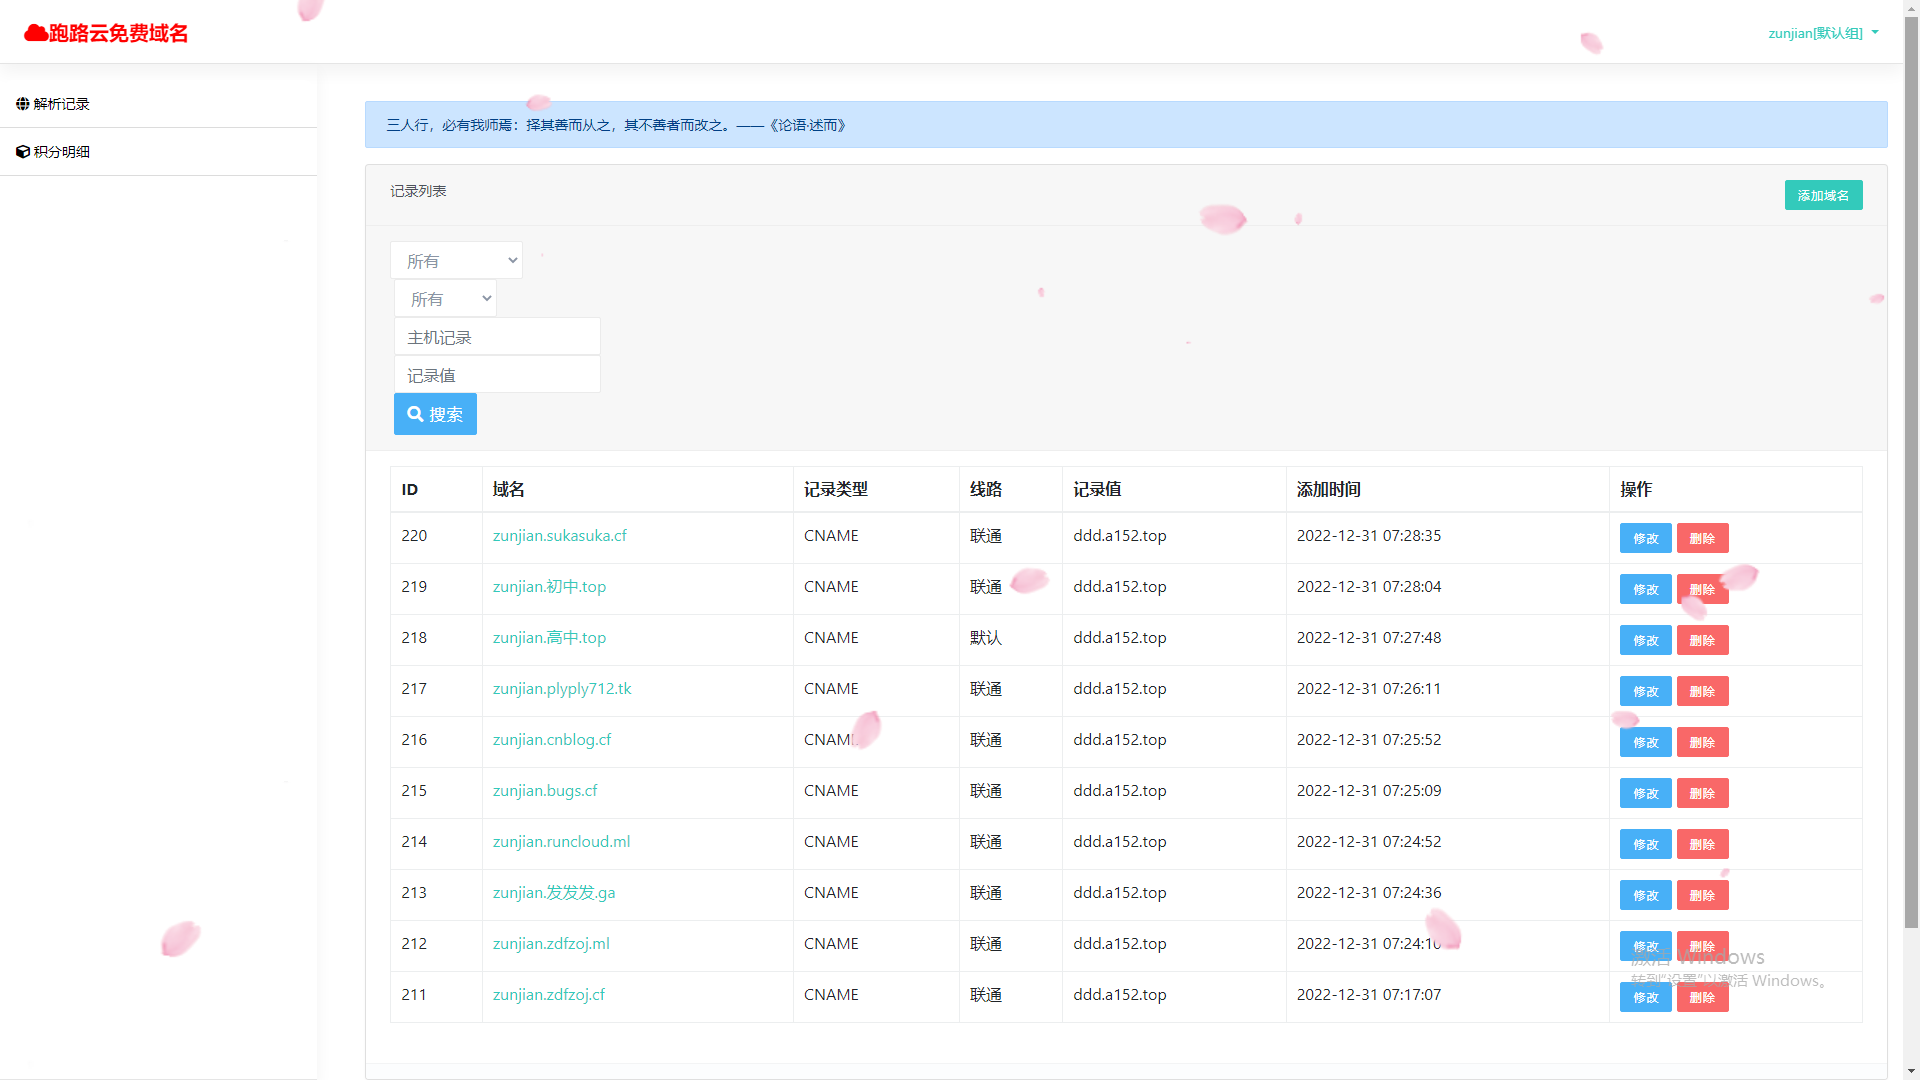 跑路云免费域名
zunjian[默认组]
解析记录
积分明细
三人行，必有我师焉：择其善而从之，其不善者而改之。——《论语·述而》
记录列表
添加域名
所有
所有
主机记录
记录值
搜索
ID 域名 记录类型 线路 记录值 添加时间 操作
220 zunjian.sukasuka.cf CNAME 联通 ddd.a152.top 2022-12-31 07:28:35 修改 删除
219 zunjian.初中.top CNAME 联通 ddd.a152.top 2022-12-31 07:28:04 修改 删除
218 zunjian.高中.top CNAME 默认 ddd.a152.top 2022-12-31 07:27:48 修改 删除
217 zunjian.plyply712.tk CNAME 联通 ddd.a152.top 2022-12-31 07:26:11 修改 删除
216 zunjian.cnblog.cf CNAME 联通 ddd.a152.top 2022-12-31 07:25:52 修改 删除
215 zunjian.bugs.cf CNAME 联通 ddd.a152.top 2022-12-31 07:25:09 修改 删除
214 zunjian.runcloud.ml CNAME 联通 ddd.a152.top 2022-12-31 07:24:52 修改 删除
213 zunjian.发发发.ga CNAME 联通 ddd.a152.top 2022-12-31 07:24:36 修改 删除
212 zunjian.zdfzoj.ml CNAME 联通 ddd.a152.top 2022-12-31 07:24:10 修改 删除
激活 Windows
转到“设置”以激活 Windows。
211 zunjian.zdfzoj.cf CNAME 联通 ddd.a152.top 2022-12-31 07:17:07 修改 删除